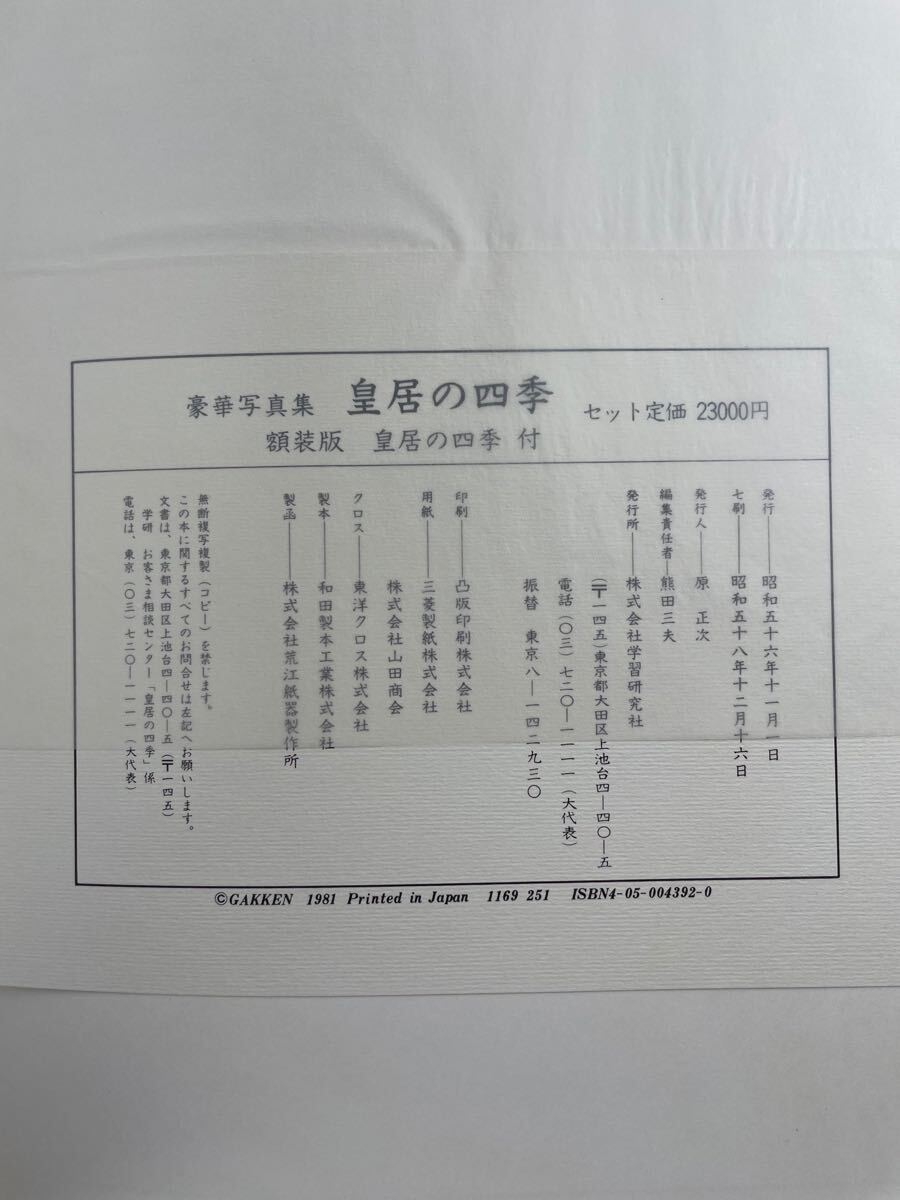 豪華写真集 皇居の四季 セット定価 23000円
額装版 皇居の四季 付
発行――昭和五十六年十一月一日
七刷――昭和五十八年十二月十六日
発行人――原 正次
編集責任者―熊田三夫
発行所――株式会社学習研究社
(〒一四五)東京都大田区上池台四―四〇―五
電話(〇三)七二〇―一一一一(大代表)
振替 東京八―一四二九三〇
印刷――凸版印刷株式会社
用紙――三菱製紙株式会社
株式会社山田商会
クロス――東洋クロス株式会社
製本――和田製本工業株式会社
製函――株式会社荒江紙器製作所
無断複写複製(コピー)を禁じます。
この本に関するすべてのお問合せは左記へお願いします。
文書は、東京都大田区上池台四―四〇―五(〒一四五)
学研 お客さま相談センター「皇居の四季」係
電話は、東京(〇三)七二〇―一一一一(大代表)
©GAKKEN 1981 Printed in Japan 1169 251 ISBN4-05-004392-0